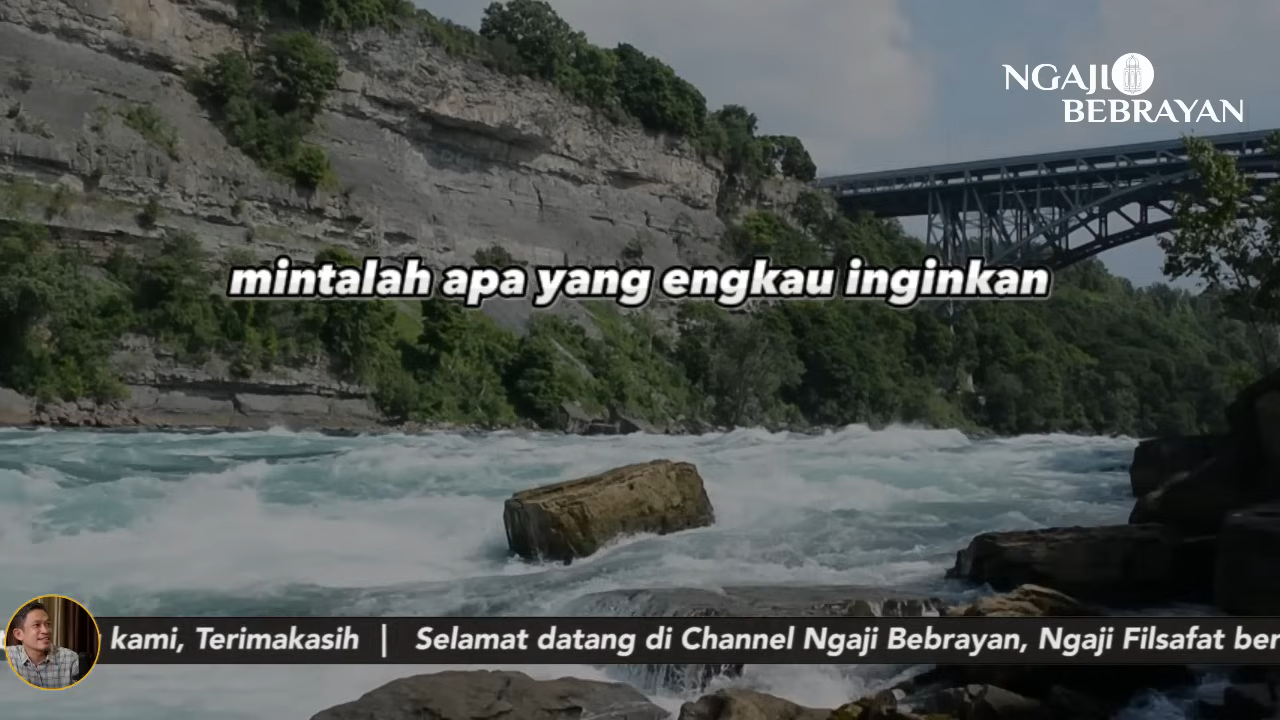 NGAJI
BEBRAYAN
mintalah apa yang engkau inginkan
kami, Terimakasih | Selamat datang di Channel Ngaji Bebrayan, Ngaji Filsafat